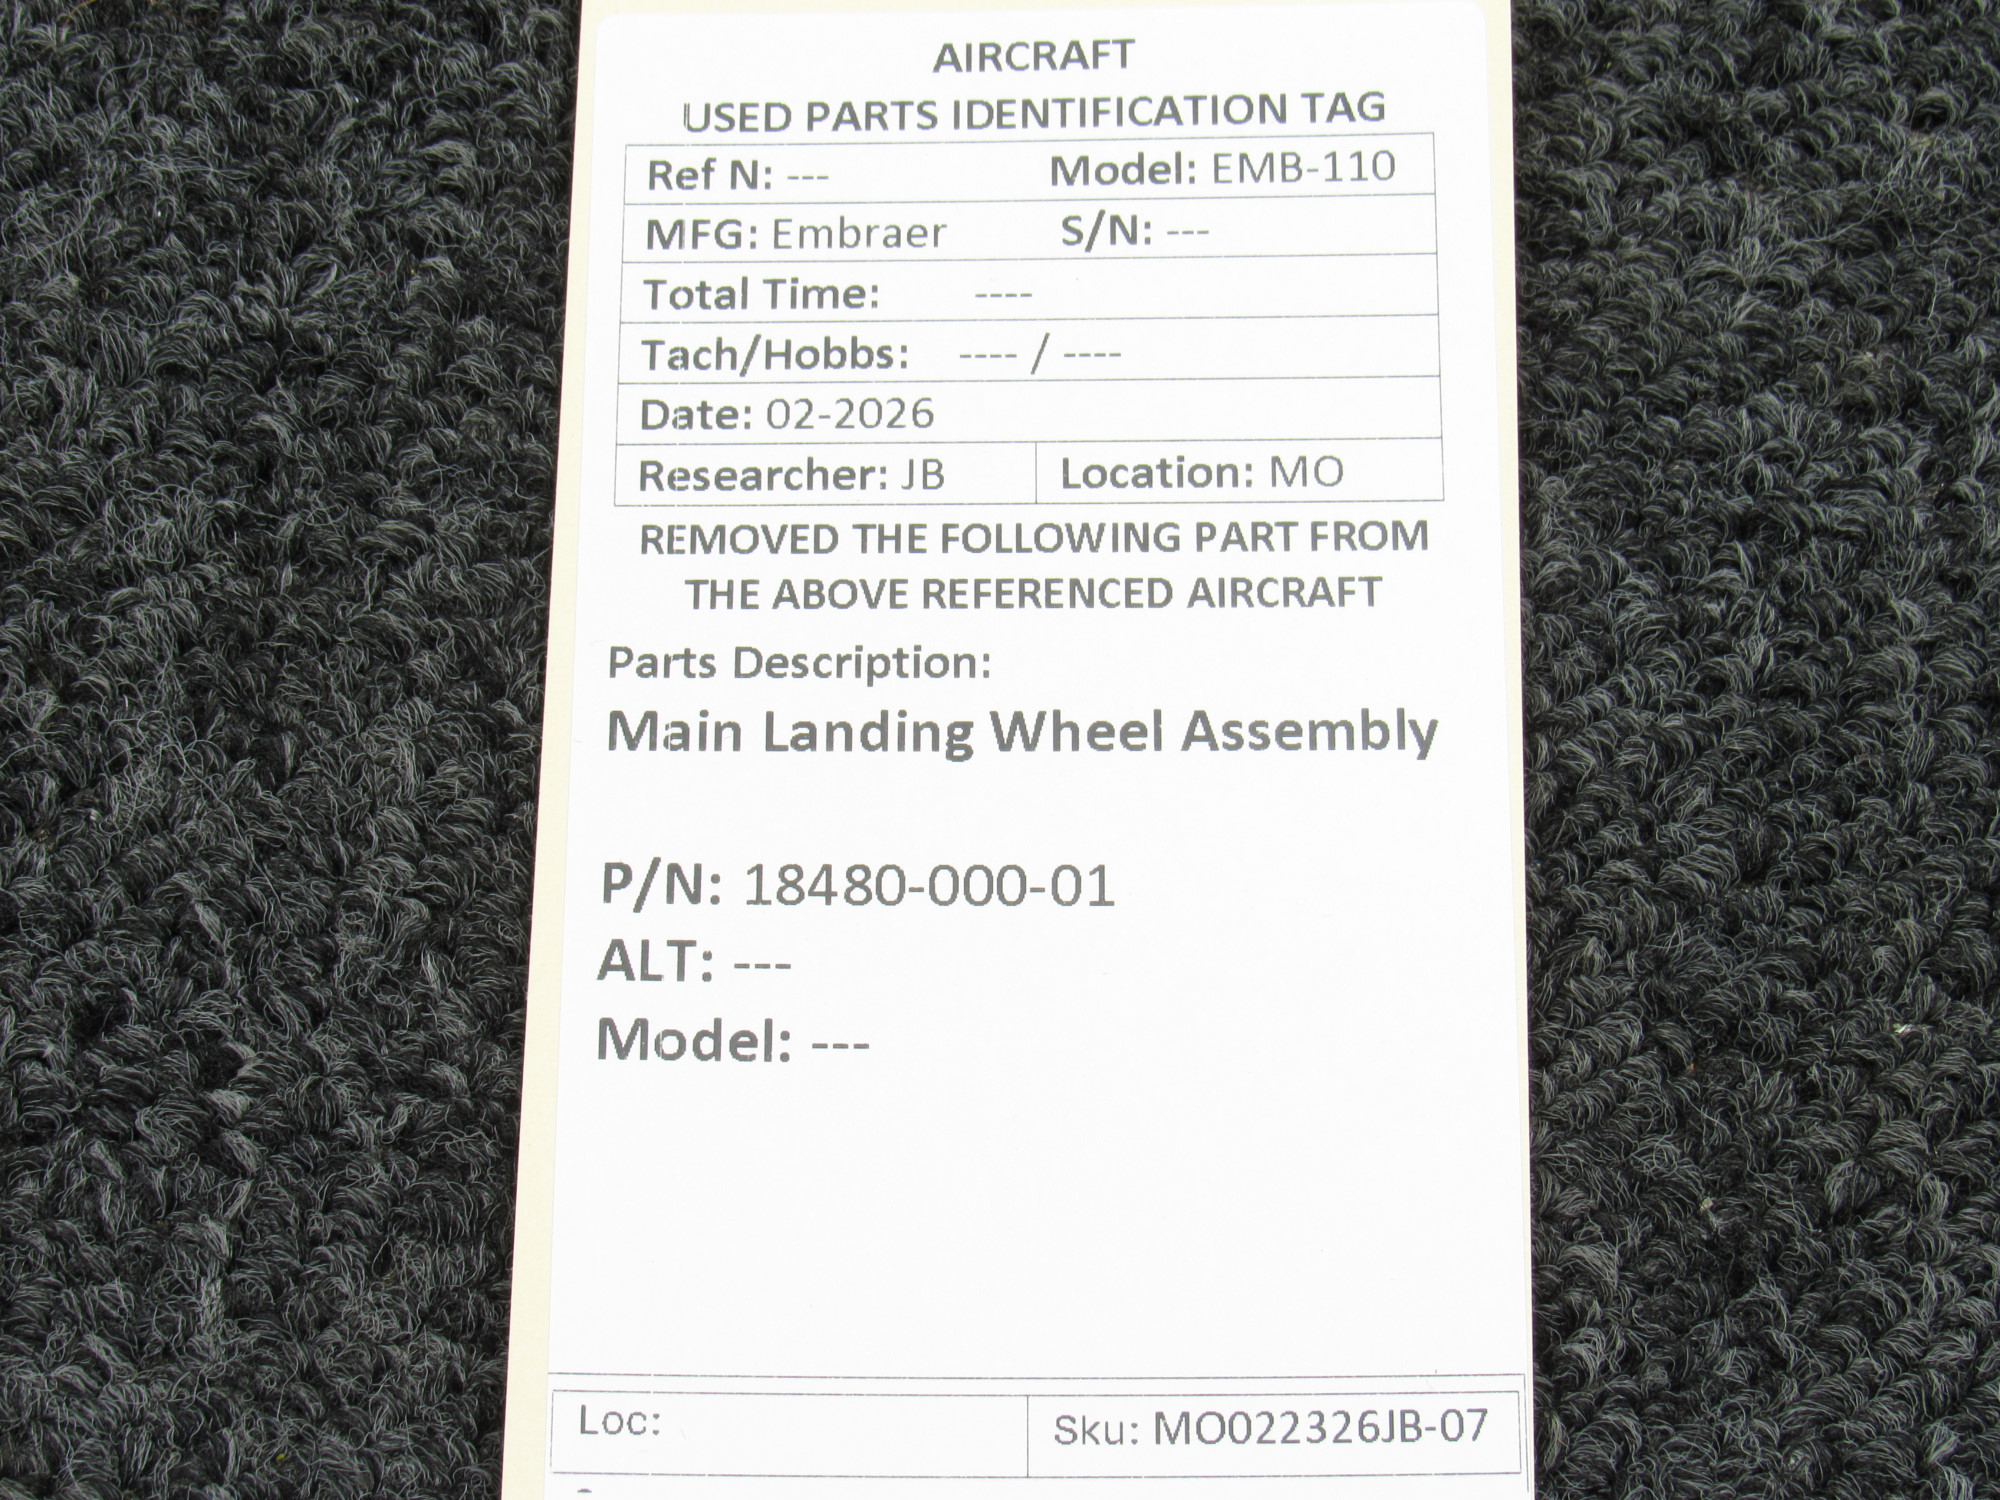 AIRCRAFT
USED PARTS IDENTIFICATION TAG
Ref N: --- Model: EMB-110
MFG: Embraer S/N: ---
Total Time: ----
Tach/Hobbs: ---- / ----
Date: 02-2026
Researcher: JB Location: MO
REMOVED THE FOLLOWING PART FROM
THE ABOVE REFERENCED AIRCRAFT
Parts Description:
Main Landing Wheel Assembly
P/N: 18480-000-01
ALT: ---
Model: ---
Loc: Sku: MO022326JB-07